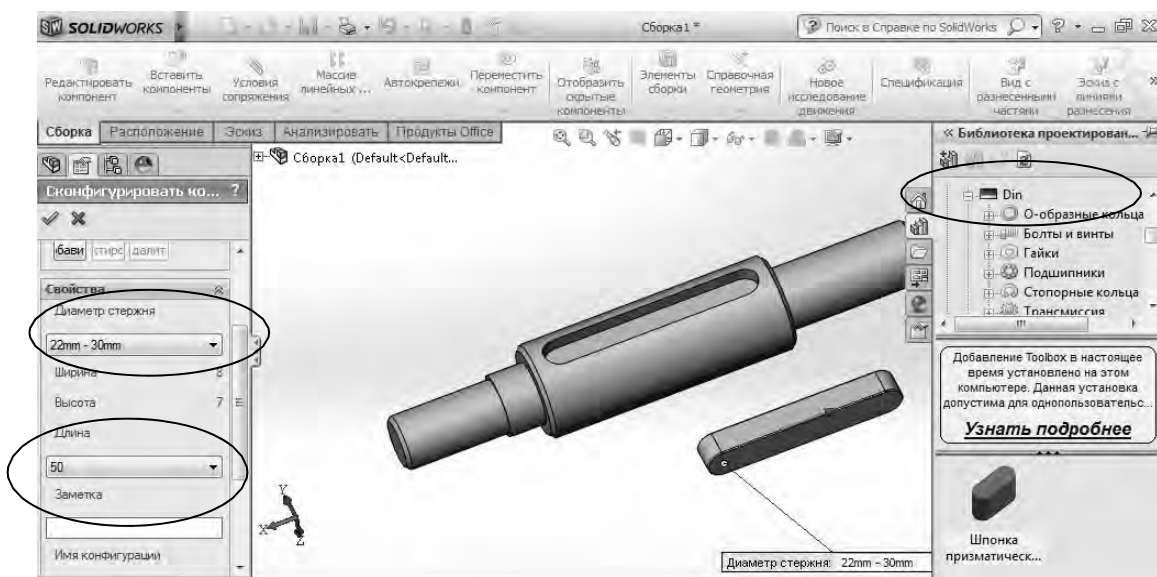 SOLIDWORKS
Сборка1 *
Поиск в Справке по SolidWorks
Редактировать компонент
Вставить компоненты
Условия сопряжения
Массив линейных ...
Автокрепежи
Переместить компонент
Отобразить скрытые компоненты
Элементы сборки
Справочная геометрия
Новое исследование движения
Спецификация
Вид с разнесенными частями
Эскиз с линиями разнесения
Сборка
Расположение
Эскиз
Анализировать
Продукты Office
Сконфигурировать ко... ?
бави
стирс
далит
Свойства
Диаметр стержня
22mm - 30mm
Ширина 8
Высота 7
Длина
50
Заметка
Имя конфигурации
Сборка1 (Default<Default...
Диаметр стержня: 22mm - 30mm
Y
X
Z
« Библиотека проектирован...
Din
О-образные кольца
Болты и винты
Гайки
Подшипники
Стопорные кольца
Трансмиссия
Добавление Toolbox в настоящее
время установлено на этом
компьютере. Данная установка
допустима для однопользовательс...
Узнать подробнее
Шпонка
призматическ...